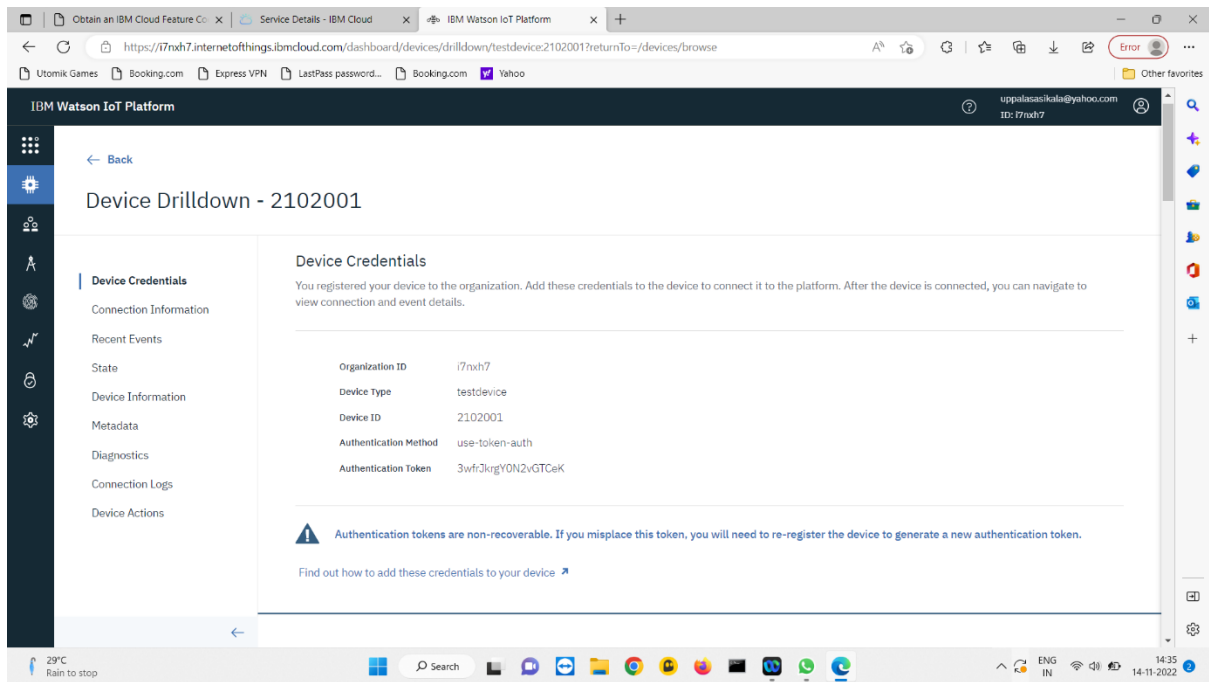 Obtain an IBM Cloud Feature Co
Service Details - IBM Cloud
IBM Watson IoT Platform
https://i7nxh7.internetofthings.ibmcloud.com/dashboard/devices/drilldown/testdevice:2102001?returnTo=/devices/browse
Error
Utomik Games
Booking.com
Express VPN
LastPass password...
Booking.com
Yahoo
Other favorites
IBM Watson IoT Platform
uppalasasikala@yahoo.com
ID: i7nxh7
Back
Device Drilldown - 2102001
Device Credentials
Connection Information
Recent Events
State
Device Information
Metadata
Diagnostics
Connection Logs
Device Actions
Device Credentials
You registered your device to the organization. Add these credentials to the device to connect it to the platform. After the device is connected, you can navigate to
view connection and event details.
Organization ID i7nxh7
Device Type testdevice
Device ID 2102001
Authentication Method use-token-auth
Authentication Token 3wfrJkrgY0N2vGTCeK
Authentication tokens are non-recoverable. If you misplace this token, you will need to re-register the device to generate a new authentication token.
Find out how to add these credentials to your device
29°C
Rain to stop
Search
ENG
IN
14:35
14-11-2022
2